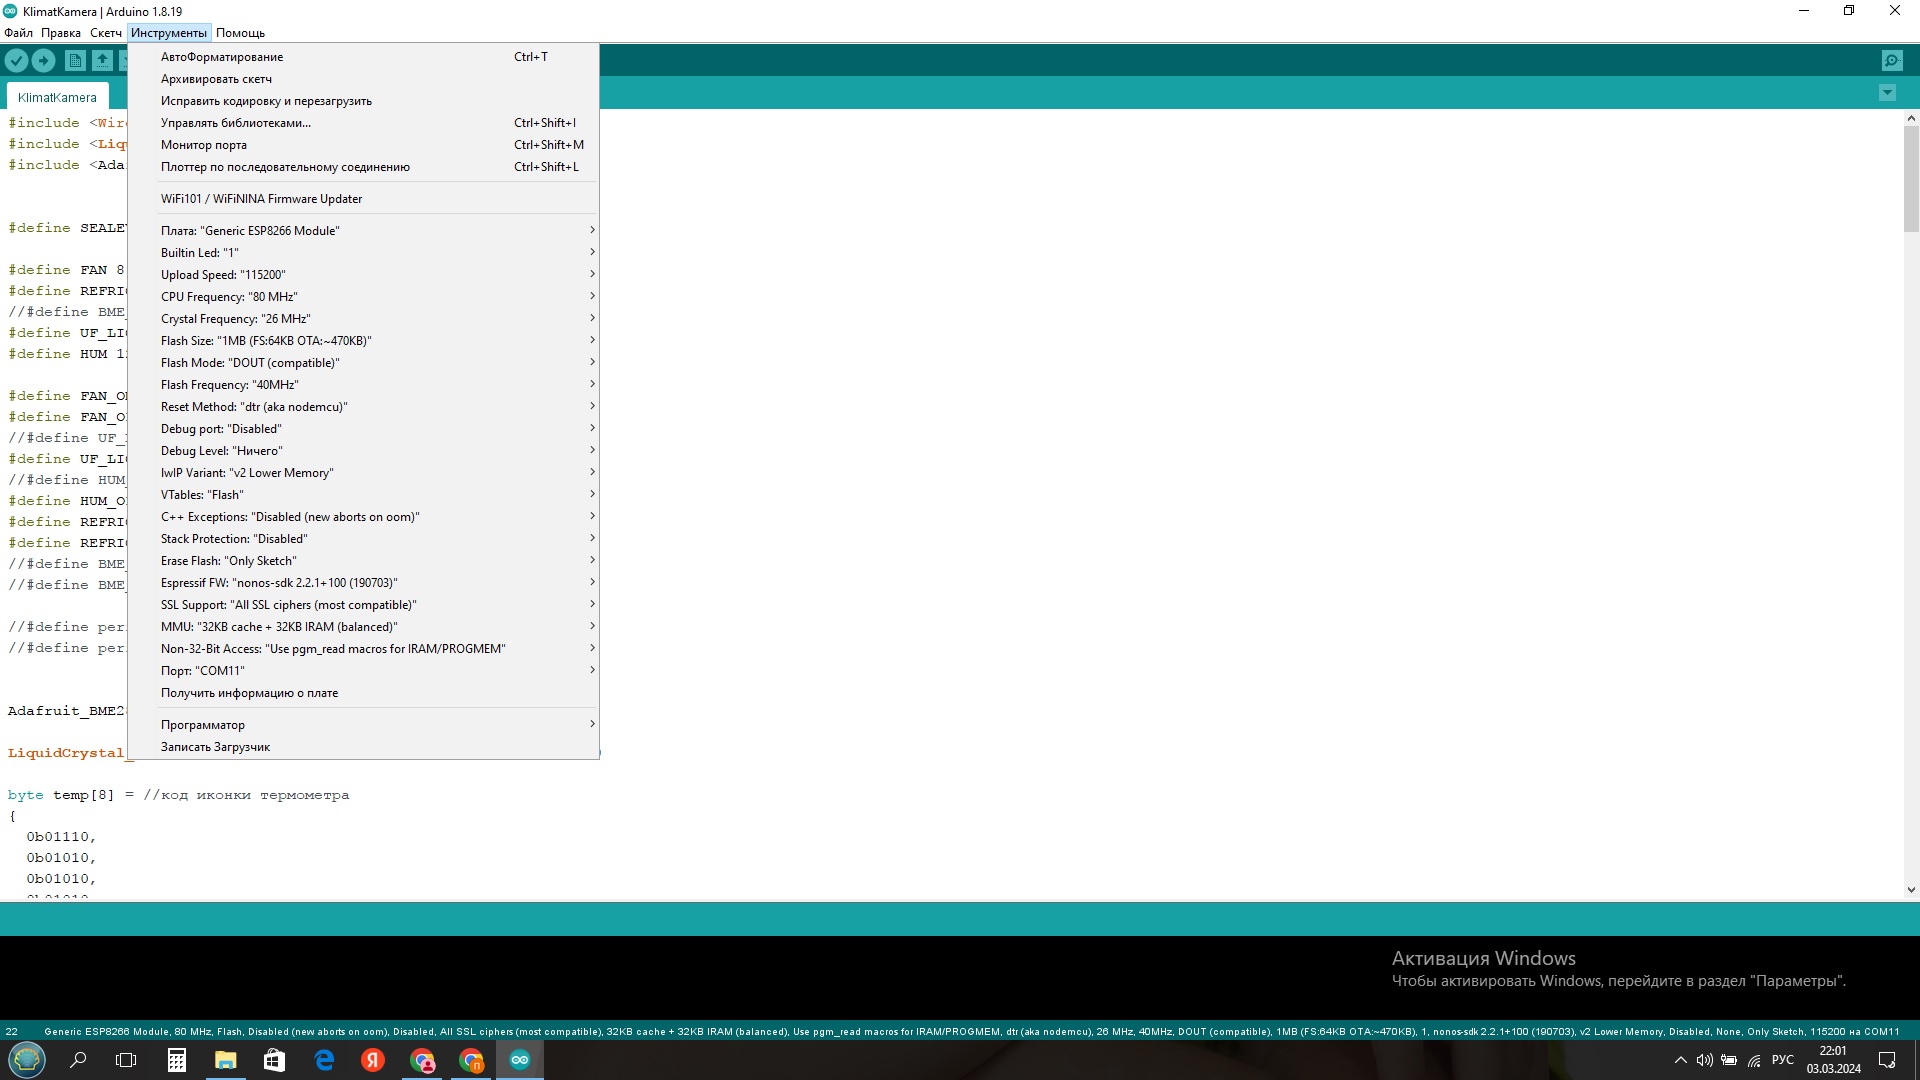 KlimatKamera | Arduino 1.8.19
Файл Правка Скетч Инструменты Помощь
KlimatKamera
АвтоФорматирование Ctrl+T
Архивировать скетч
Исправить кодировку и перезагрузить
Управлять библиотеками... Ctrl+Shift+I
Монитор порта Ctrl+Shift+M
Плоттер по последовательному соединению Ctrl+Shift+L
WiFi101 / WiFiNINA Firmware Updater
Плата: "Generic ESP8266 Module"
Builtin Led: "1"
Upload Speed: "115200"
CPU Frequency: "80 MHz"
Crystal Frequency: "26 MHz"
Flash Size: "1MB (FS:64KB OTA:~470KB)"
Flash Mode: "DOUT (compatible)"
Flash Frequency: "40MHz"
Reset Method: "dtr (aka nodemcu)"
Debug port: "Disabled"
Debug Level: "Ничего"
lwIP Variant: "v2 Lower Memory"
VTables: "Flash"
C++ Exceptions: "Disabled (new aborts on oom)"
Stack Protection: "Disabled"
Erase Flash: "Only Sketch"
Espressif FW: "nonos-sdk 2.2.1+100 (190703)"
SSL Support: "All SSL ciphers (most compatible)"
MMU: "32KB cache + 32KB IRAM (balanced)"
Non-32-Bit Access: "Use pgm_read macros for IRAM/PROGMEM"
Порт: "COM11"
Получить информацию о плате
Программатор
Записать Загрузчик
#include <Wir
#include <Liq
#include <Ada
#define SEALE
#define FAN 8
#define REFRI
//#define BME
#define UF_LI
#define HUM 1
#define FAN_O
#define FAN_O
//#define UF_
#define UF_LI
//#define HUM
#define HUM_O
#define REFRI
#define REFRI
//#define BME
//#define BME
//#define per
//#define per
Adafruit_BME2
LiquidCrystal_
byte temp[8] = //код иконки термометра
{
0b01110,
0b01010,
0b01010,
Активация Windows
Чтобы активировать Windows, перейдите в раздел "Параметры".
22 Generic ESP8266 Module, 80 MHz, Flash, Disabled (new aborts on oom), Disabled, All SSL ciphers (most compatible), 32KB cache + 32KB IRAM (balanced), Use pgm_read macros for IRAM/PROGMEM, dtr (aka nodemcu), 26 MHz, 40MHz, DOUT (compatible), 1MB (FS:64KB OTA:~470KB), 1, nonos-sdk 2.2.1+100 (190703), v2 Lower Memory, Disabled, None, Only Sketch, 115200 на COM11
РУС
22:01
03.03.2024